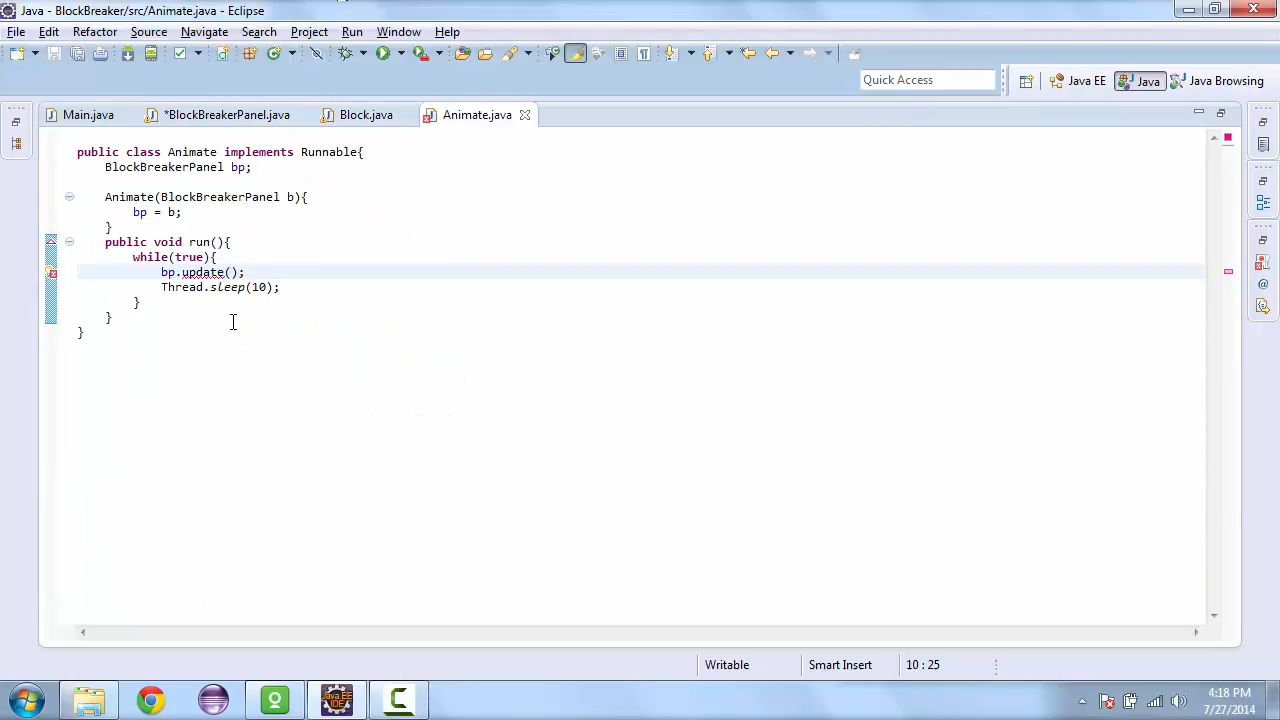 Java - BlockBreaker/src/Animate.java - Eclipse
File Edit Refactor Source Navigate Search Project Run Window Help
Quick Access
Java EE
Java
Java Browsing
Main.java
*BlockBreakerPanel.java
Block.java
Animate.java
public class Animate implements Runnable{
BlockBreakerPanel bp;
Animate(BlockBreakerPanel b){
bp = b;
}
public void run(){
while(true){
bp.update();
Thread.sleep(10);
}
}
}
Writable
Smart Insert
10 : 25
Java EE
IDE
4:18 PM
7/27/2014